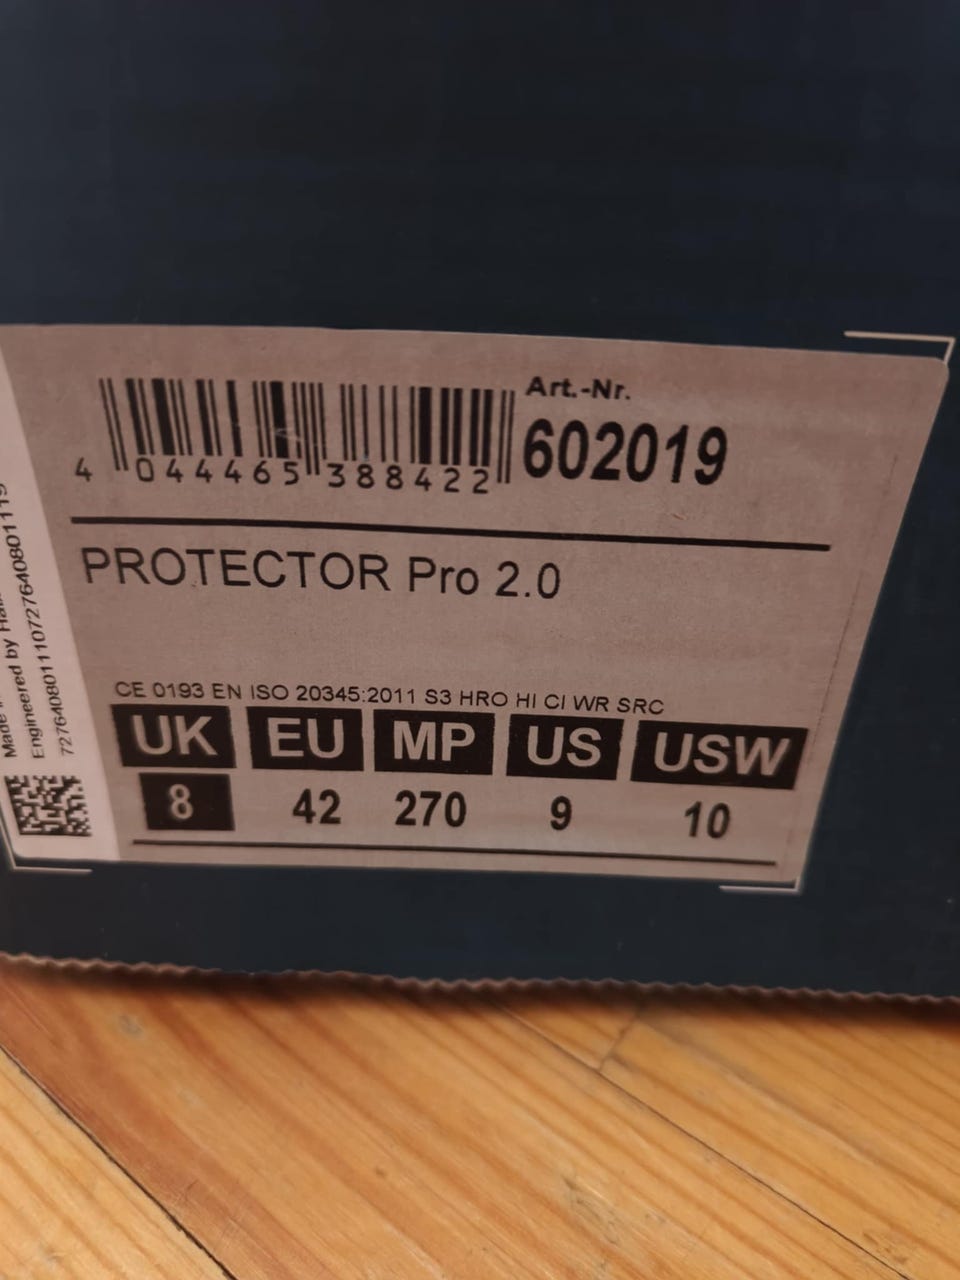 Art.-Nr.
602019
4 044465 388422
PROTECTOR Pro 2.0
CE 0193 EN ISO 20345:2011 S3 HRO HI CI WR SRC
UK EU MP US USW
8 42 270 9 10
Made
Engineered by